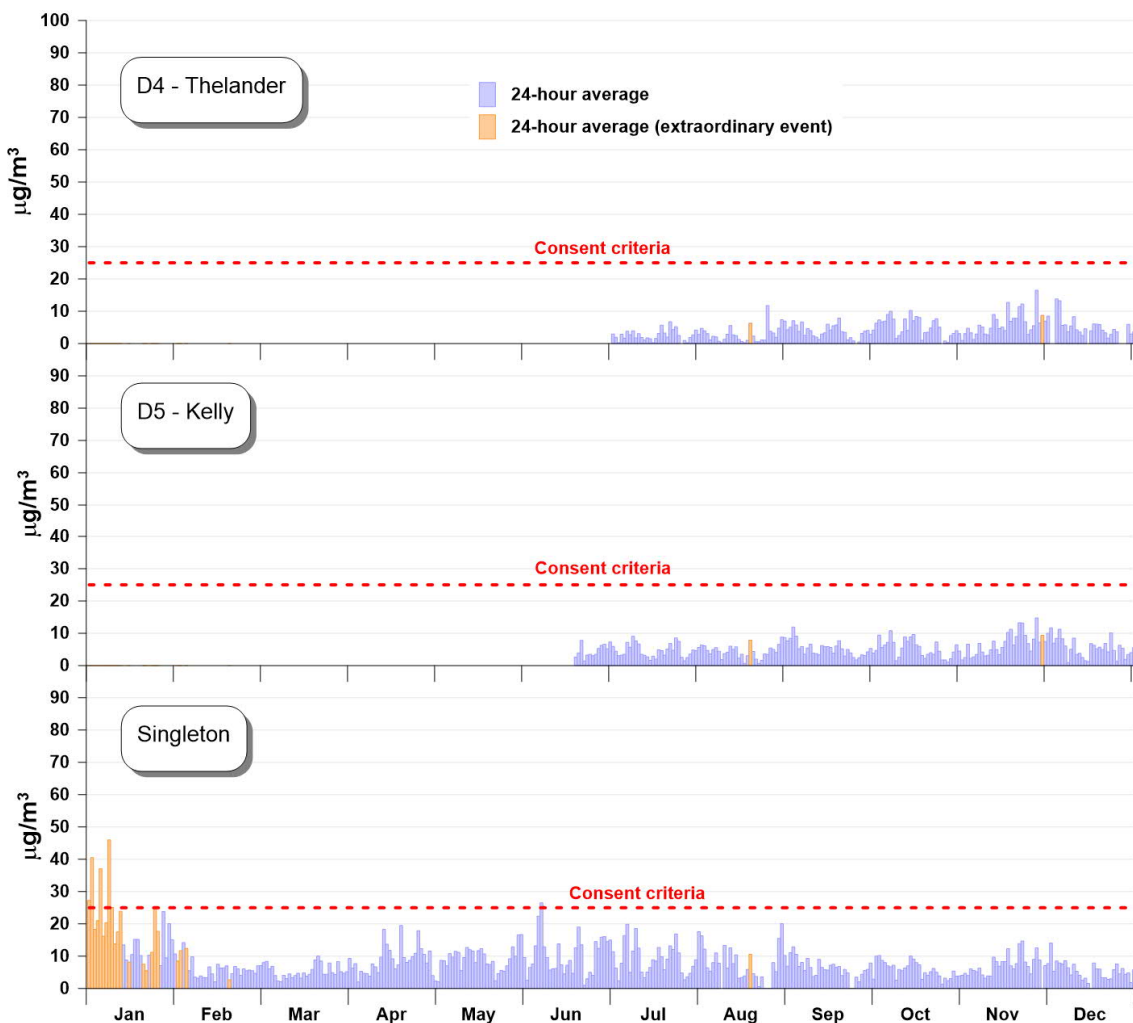 100
90
80
D4 - Thelander
24-hour average
70
24-hour average (extraordinary event)
60
50
μg/m³
40
30
Consent criteria
20
10
0
90
80
D5 - Kelly
70
60
50
μg/m³
40
30
Consent criteria
20
10
0
90
80
Singleton
70
60
50
μg/m³
40
30
Consent criteria
20
10
0
Jan Feb Mar Apr May Jun Jul Aug Sep Oct Nov Dec